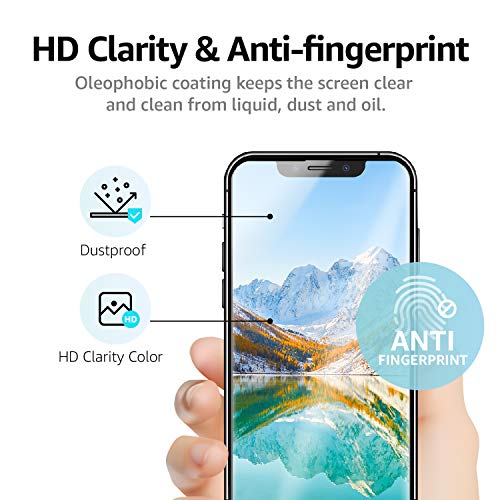 HD Clarity & Anti-fingerprint
Oleophobic coating keeps the screen clear
and clean from liquid, dust and oil.
Dustproof
HD
HD Clarity Color
ANTI
FINGERPRINT